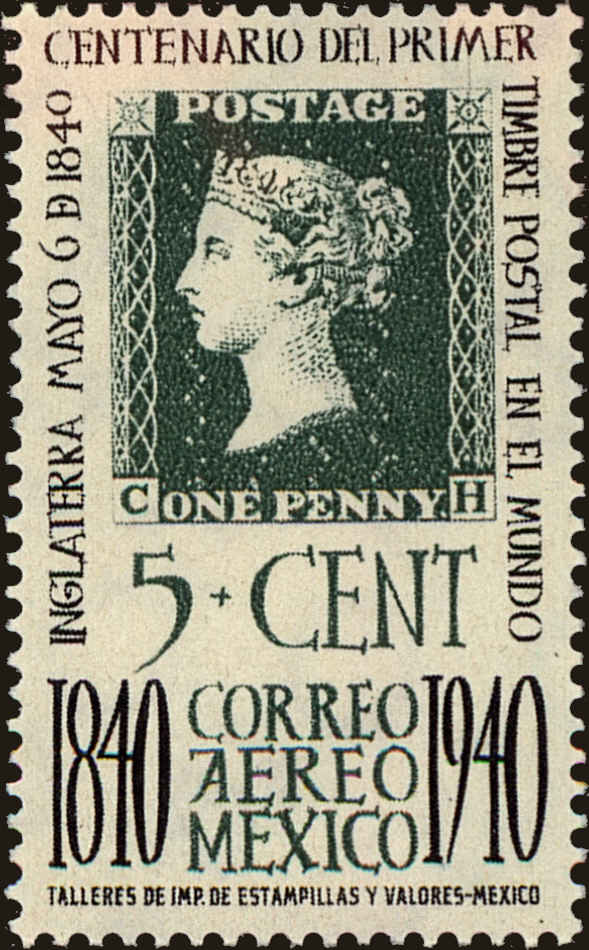 CENTENARIO DEL PRIMER
TIMBRE POSTAL EN EL MUNDO
INGLATERRA MAYO 6 D 1840
POSTAGE
C ONE PENNY. H
5 + CENT
1840 CORREO 1940
AEREO
MEXICO
TALLERES DE IMP. DE ESTAMPILLAS Y VALORES-MEXICO